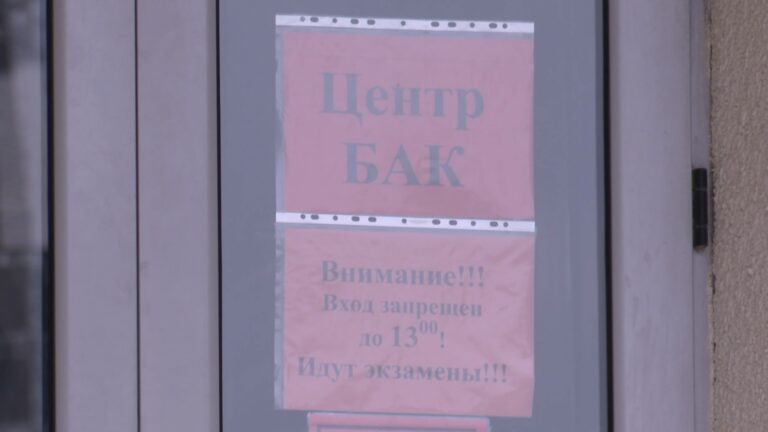 Центр
БАК
Внимание!!!
Вход запрещен
до 13⁰⁰!
Идут экзамены!!!